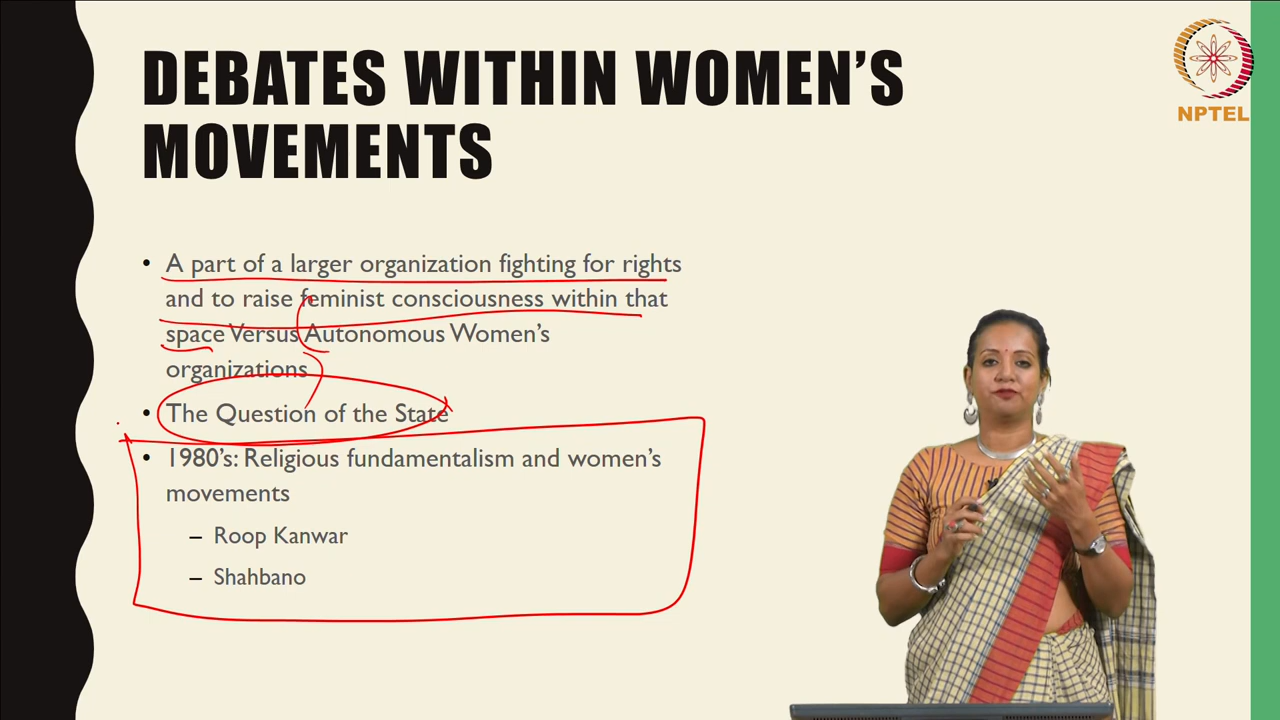 DEBATES WITHIN WOMEN'S
MOVEMENTS
NPTEL
• A part of a larger organization fighting for rights
and to raise feminist consciousness within that
space Versus Autonomous Women's
organizations
• The Question of the State
• 1980's: Religious fundamentalism and women's
movements
– Roop Kanwar
– Shahbano